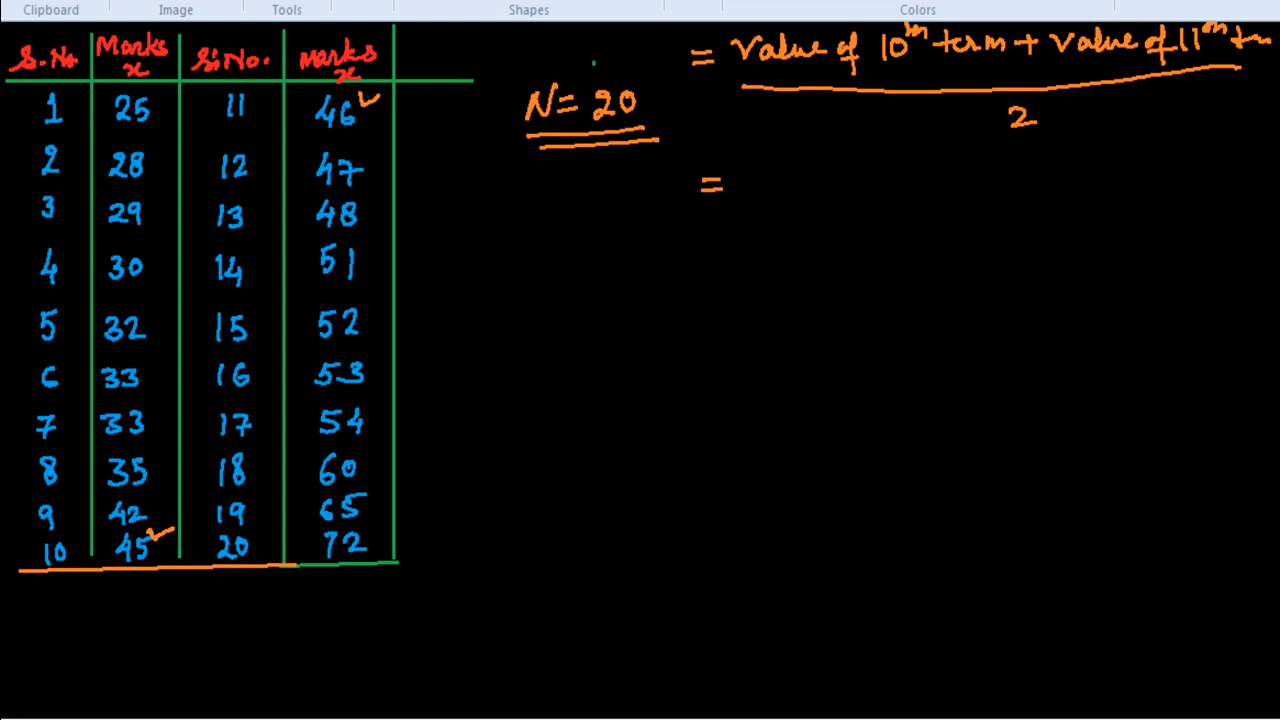 Clipboard Image Tools Shapes Colors
S.No Marks x Sl.No. Marks x
= Value of 10th term + Value of 11th
2
N = 20
=
1 25 11 46 ✓
2 28 12 47
3 29 13 48
4 30 14 51
5 32 15 52
6 33 16 53
7 33 17 54
8 35 18 60
9 42 19 65
10 45 ✓ 20 72